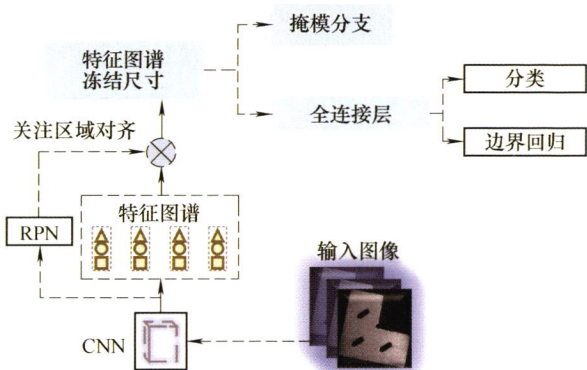 掩模分支
特征图谱
冻结尺寸
分类
全连接层
关注区域对齐
边界回归
特征图谱
RPN
输入图像
CNN